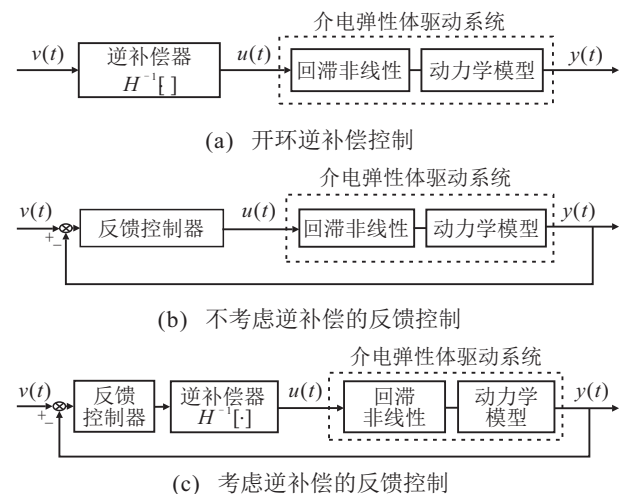 介电弹性体驱动系统
v(t) 逆补偿器 H⁻¹[ ] u(t) 回滞非线性 动力学模型 y(t)
(a) 开环逆补偿控制
介电弹性体驱动系统
v(t) + − 反馈控制器 u(t) 回滞非线性 动力学模型 y(t)
(b) 不考虑逆补偿的反馈控制
介电弹性体驱动系统
v(t) + − 反馈控制器 逆补偿器 H⁻¹[·] u(t) 回滞非线性 动力学模型 y(t)
(c) 考虑逆补偿的反馈控制